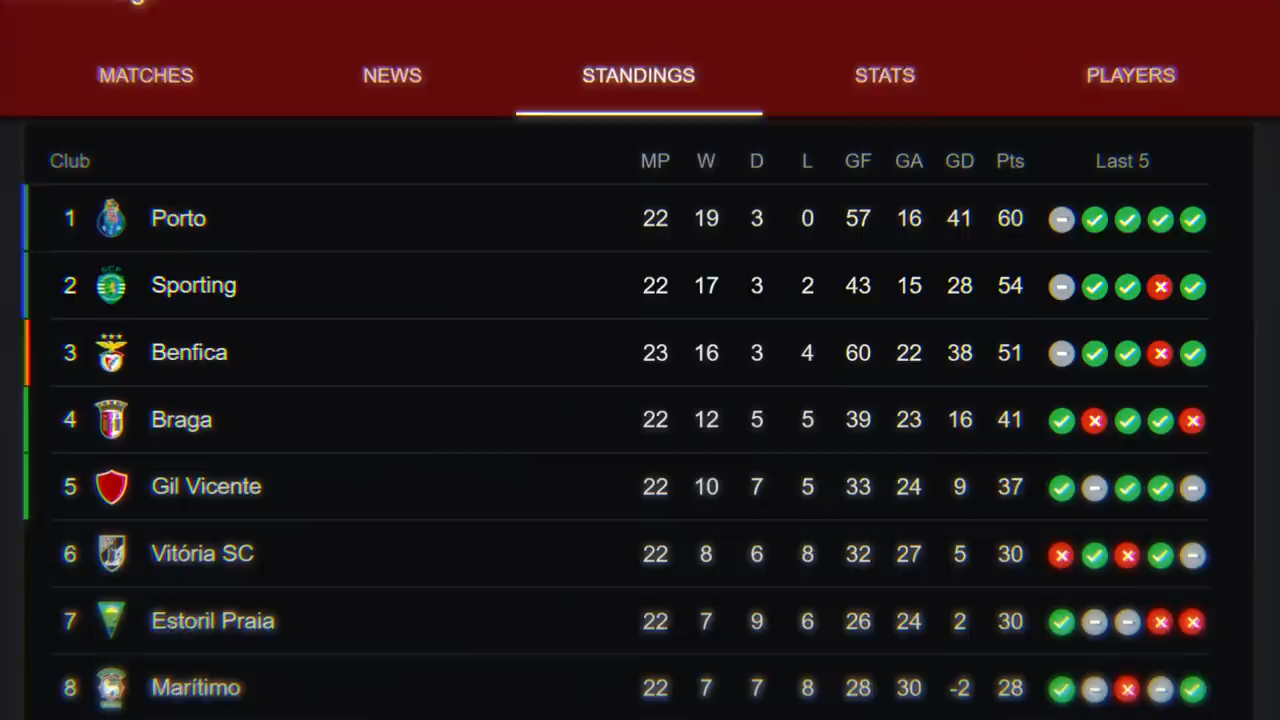 MATCHES NEWS STANDINGS STATS PLAYERS
Club MP W D L GF GA GD Pts Last 5
1 Porto 22 19 3 0 57 16 41 60
2 Sporting 22 17 3 2 43 15 28 54
3 Benfica 23 16 3 4 60 22 38 51
4 Braga 22 12 5 5 39 23 16 41
5 Gil Vicente 22 10 7 5 33 24 9 37
6 Vitória SC 22 8 6 8 32 27 5 30
7 Estoril Praia 22 7 9 6 26 24 2 30
8 Marítimo 22 7 7 8 28 30 -2 28